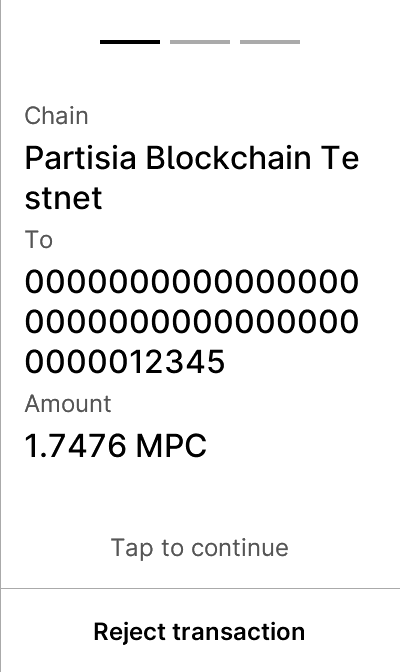 Chain
Partisia Blockchain Te
stnet
To
0000000000000000
0000000000000000
0000012345
Amount
1.7476 MPC
Tap to continue
Reject transaction